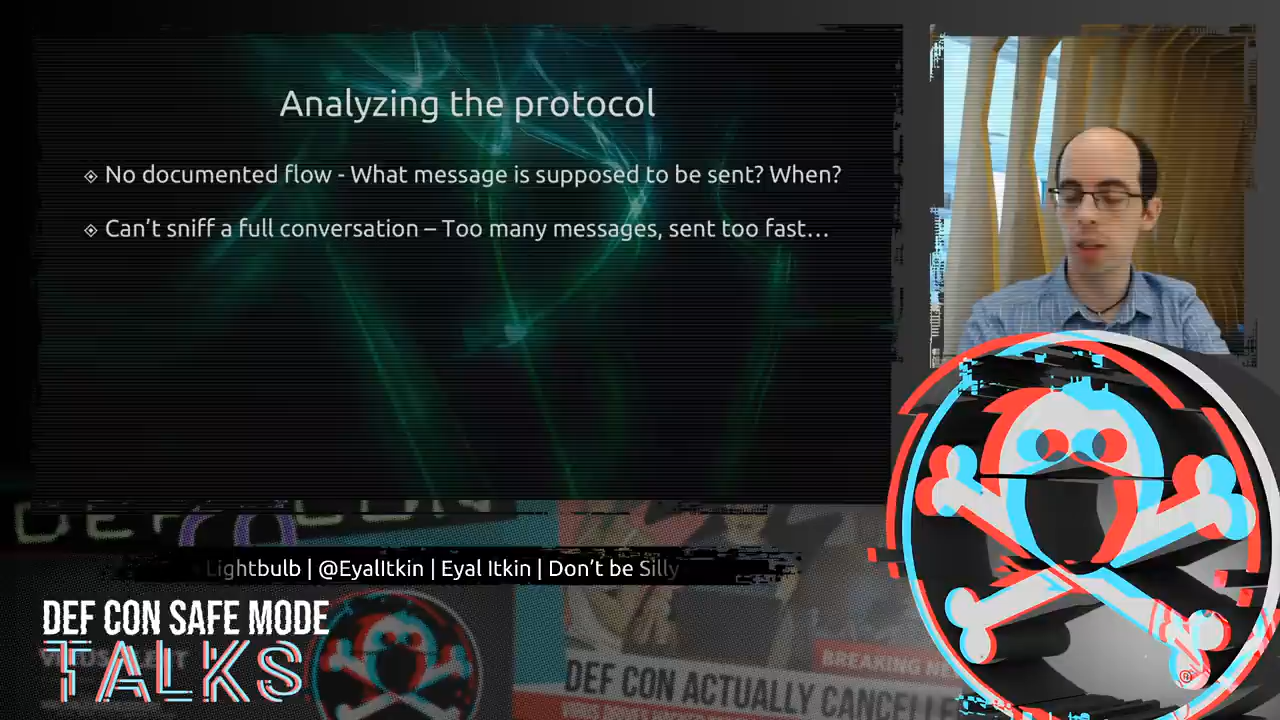 Analyzing the protocol
◈ No documented flow - What message is supposed to be sent? When?
◈ Can't sniff a full conversation – Too many messages, sent too fast…
DEF CON
Lightbulb | @EyalItkin | Eyal Itkin | Don't be Silly
DEF CON SAFE MODE
TALKS
BREAKING NE
DEF CON ACTUALLY CANCELLE
®